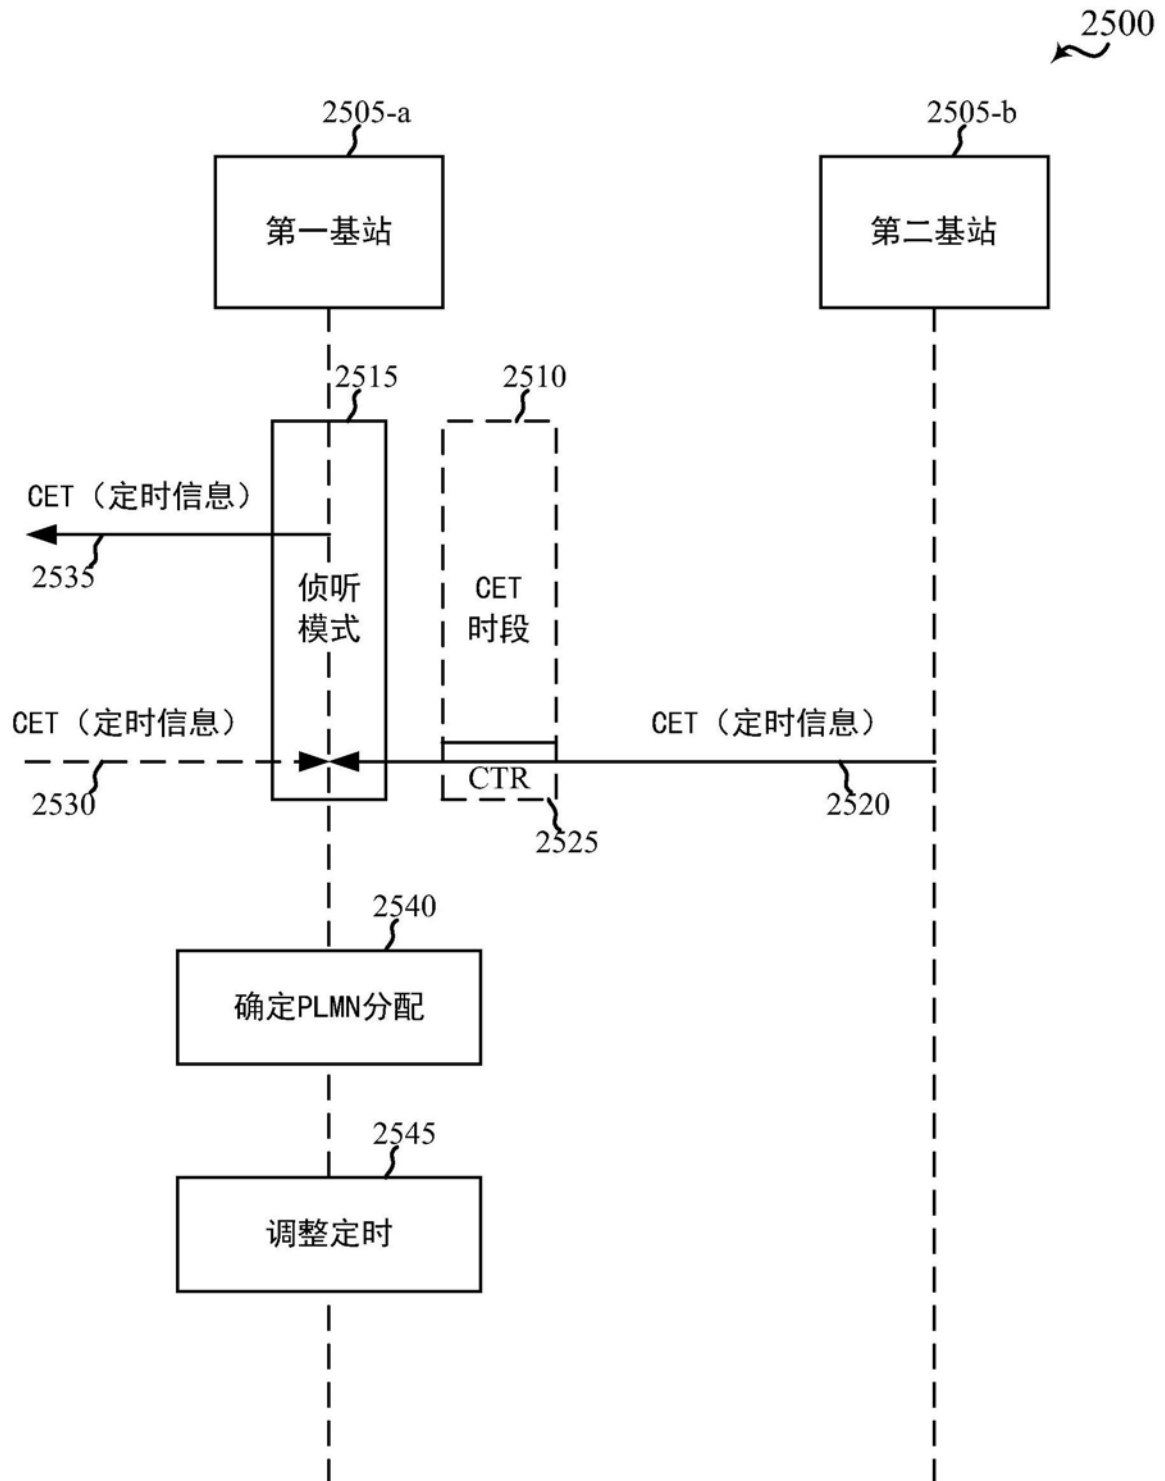 2500
2505-a
2505-b
第一基站
第二基站
2515
2510
CET（定时信息）
2535
侦听
模式
CET
时段
CET（定时信息）
CET（定时信息）
2530
CTR
2520
2525
2540
确定PLMN分配
2545
调整定时